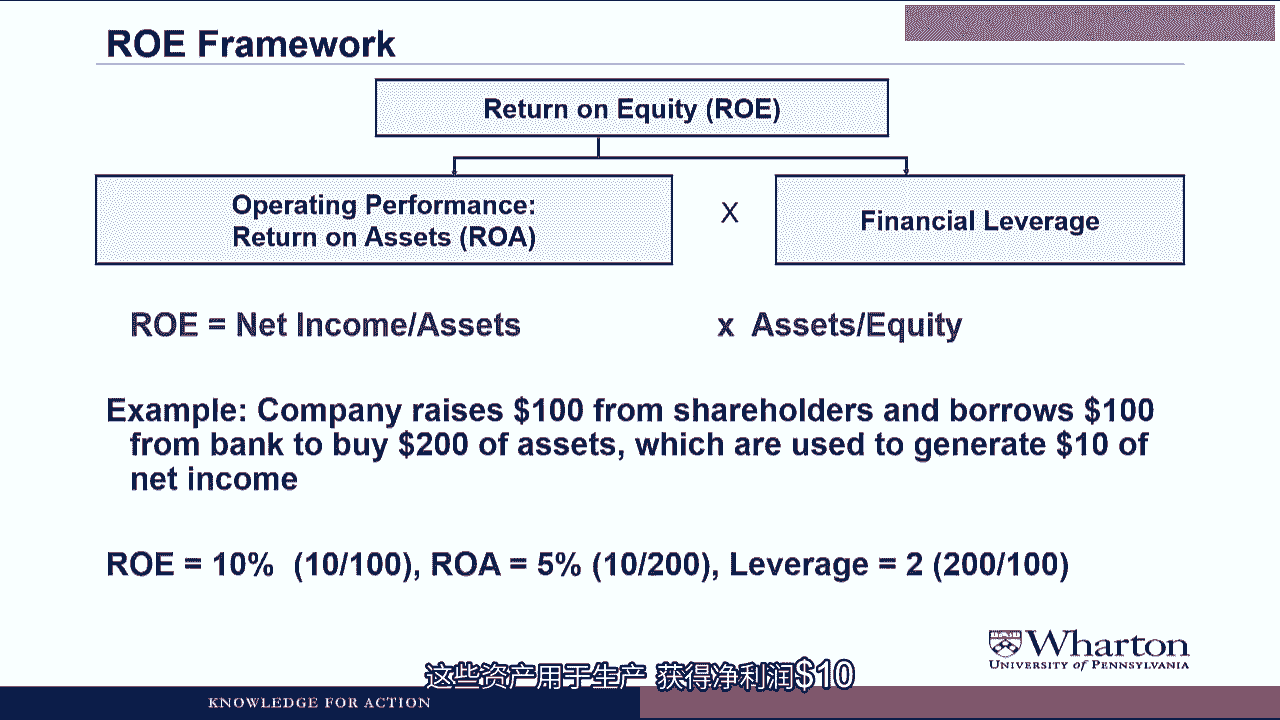 ROE Framework
Return on Equity (ROE)
Operating Performance:
Return on Assets (ROA)
X
Financial Leverage
ROE = Net Income/Assets x Assets/Equity
Example: Company raises $100 from shareholders and borrows $100
from bank to buy $200 of assets, which are used to generate $10 of
net income
ROE = 10% (10/100), ROA = 5% (10/200), Leverage = 2 (200/100)
Wharton
UNIVERSITY of PENNSYLVANIA
这些资产用于生产 获得净利润$10
KNOWLEDGE FOR ACTION